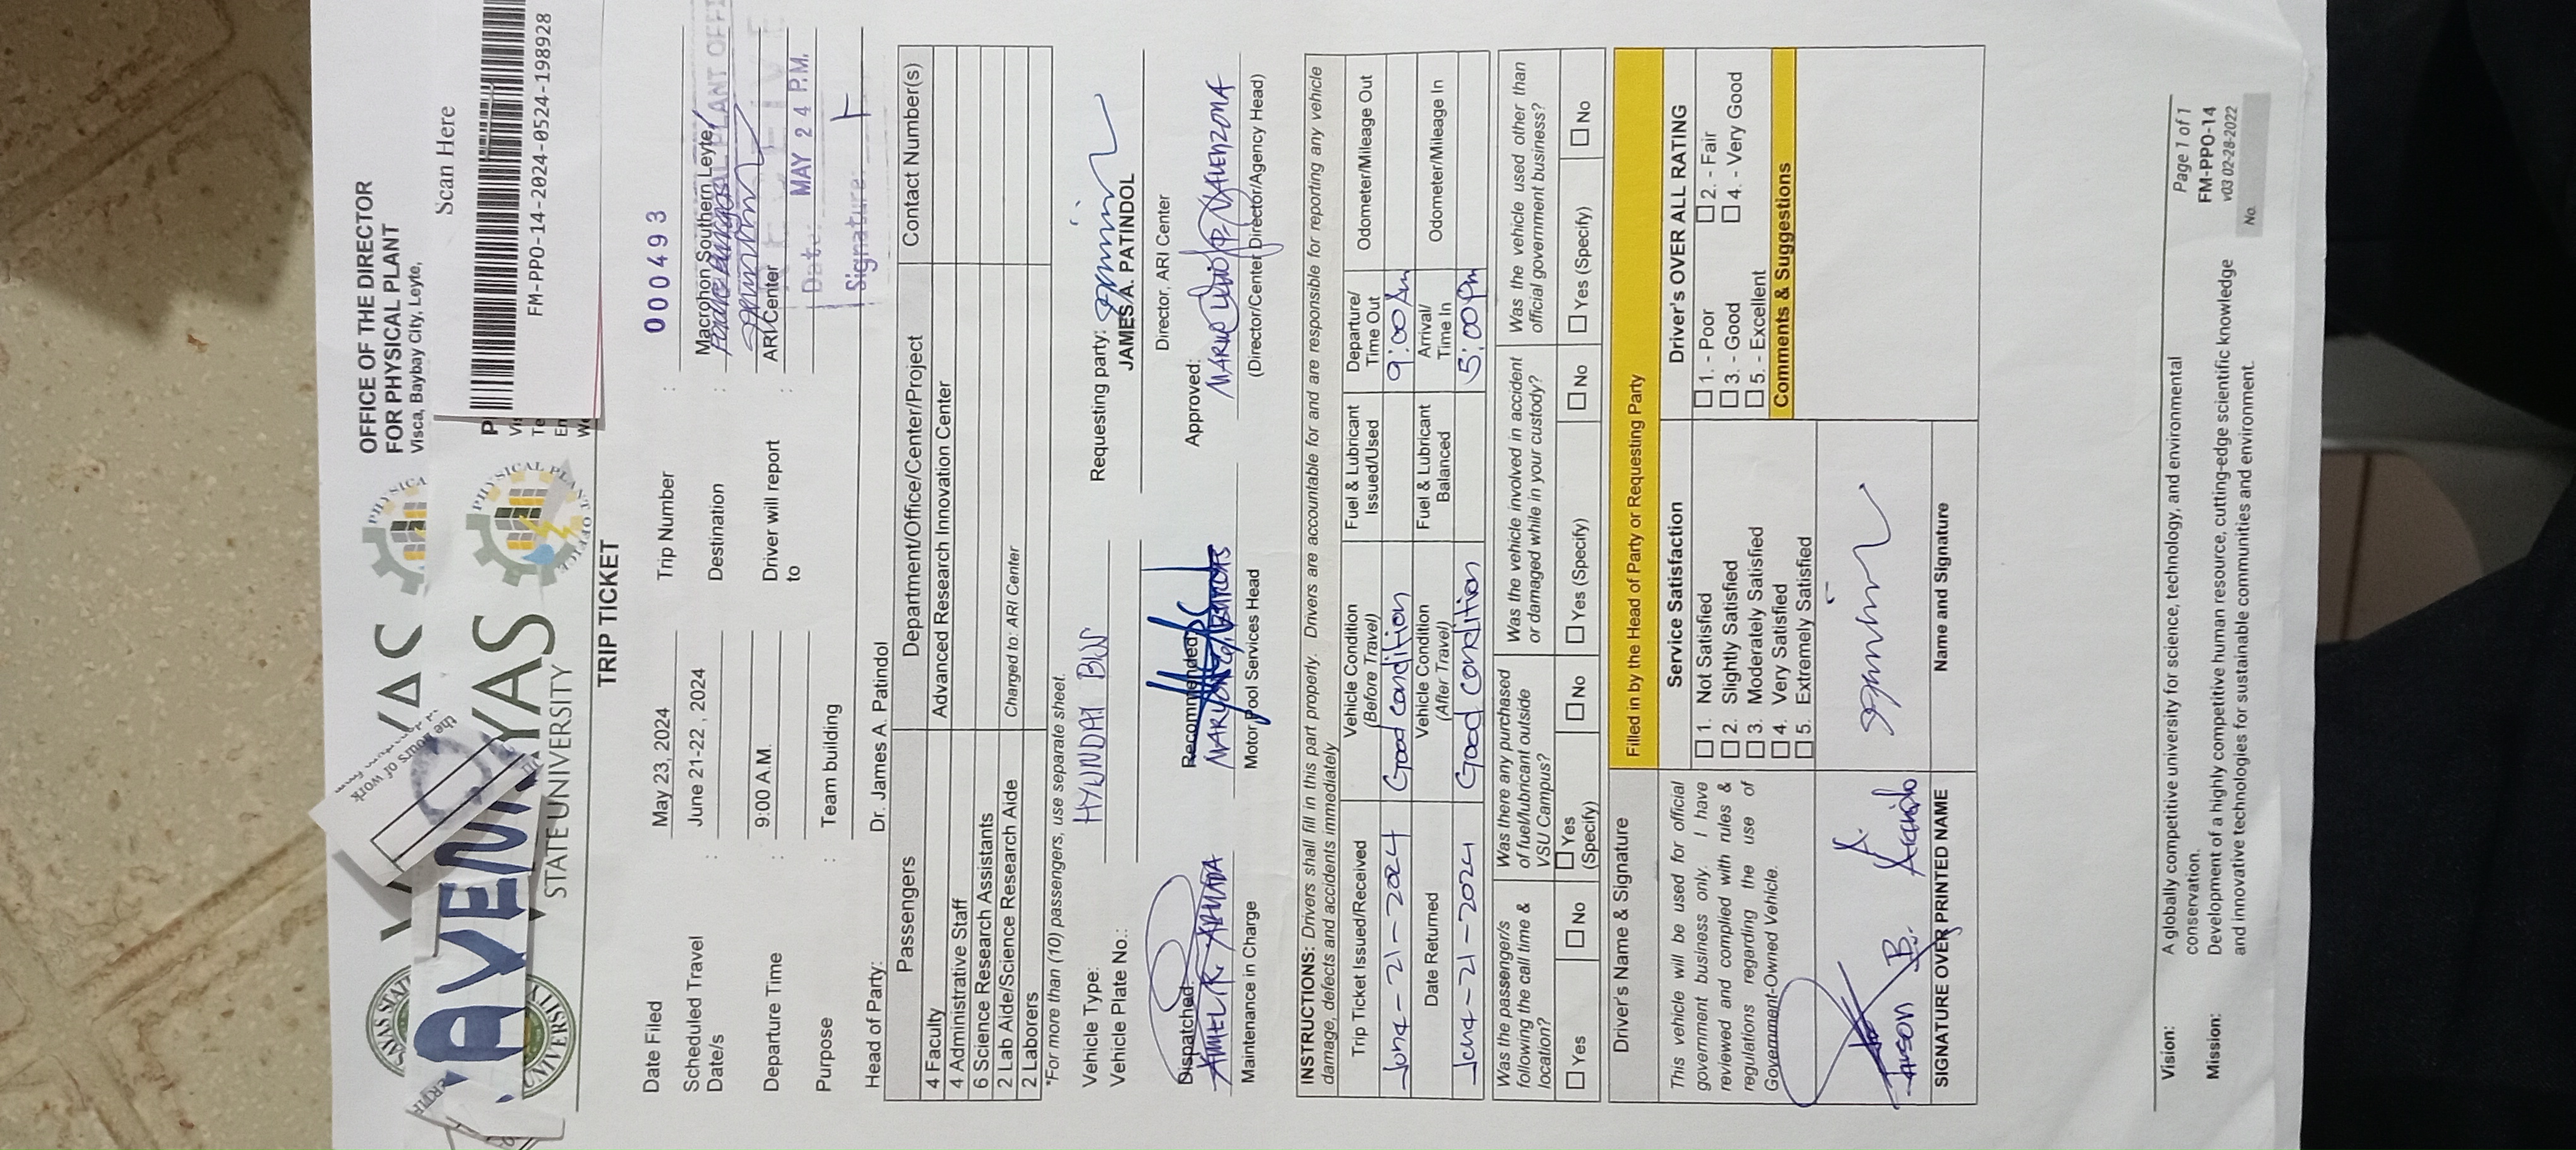 OFFICE OF THE DIRECTOR
FOR PHYSICAL PLANT
Visca, Baybay City, Leyte,
Scan Here
FM-PPO-14-2024-0524-198928
STATE UNIVERSITY
TRIP TICKET
Date Filed : May 23, 2024 Trip Number : 000493
Scheduled Travel Date/s : June 21-22, 2024 Destination : Macrohon Southern Leyte/
Departure Time : 9:00 A.M. Driver will report to : ARI Center
Date: MAY 24 P.M.
Purpose : Team building
Signature:
Head of Party: Dr. James A. Patindol
Passengers Department/Office/Center/Project Contact Number(s)
4 Faculty Advanced Research Innovation Center
4 Administrative Staff
6 Science Research Assistants
2 Lab Aide/Science Research Aide Charged to: ARI Center
2 Laborers
*For more than (10) passengers, use separate sheet.
Vehicle Type: HYUNDAI BUS Requesting party:
Vehicle Plate No.: JAMES A. PATINDOL
Director, ARI Center
Dispatched: Recommended: Approved:
Maintenance in Charge Motor Pool Services Head (Director/Center Director/Agency Head)
INSTRUCTIONS: Drivers shall fill in this part properly. Drivers are accountable for and are responsible for reporting any vehicle
damage, defects and accidents immediately
Trip Ticket Issued/Received Vehicle Condition (Before Travel) Fuel & Lubricant Issued/Used Departure/ Time Out Odometer/Mileage Out
June-21-2024 Good condition 9:00 Am
Date Returned Vehicle Condition (After Travel) Fuel & Lubricant Balanced Arrival/ Time In Odometer/Mileage In
June-21-2024 Good condition 5:00 Pm
Was the passenger/s following the call time & location? Was there any purchased of fuel/lubricant outside VSU Campus? Was the vehicle involved in accident or damaged while in your custody? Was the vehicle used other than official government business?
Yes No Yes (Specify) No Yes (Specify) No Yes (Specify) No
Driver's Name & Signature Filled in by the Head of Party or Requesting Party
This vehicle will be used for official
government business only. I have
reviewed and complied with rules &
regulations regarding the use of
Government-Owned Vehicle.
Service Satisfaction
1. Not Satisfied
2. Slightly Satisfied
3. Moderately Satisfied
4. Very Satisfied
5. Extremely Satisfied
Driver's OVER ALL RATING
1. - Poor 2. - Fair
3. - Good 4. - Very Good
5. - Excellent
Comments & Suggestions
SIGNATURE OVER PRINTED NAME Name and Signature
Vision: A globally competitive university for science, technology, and environmental
conservation.
Mission: Development of a highly competitive human resource, cutting-edge scientific knowledge
and innovative technologies for sustainable communities and environment.
Page 1 of 1
FM-PPO-14
v03 02-28-2022
No.